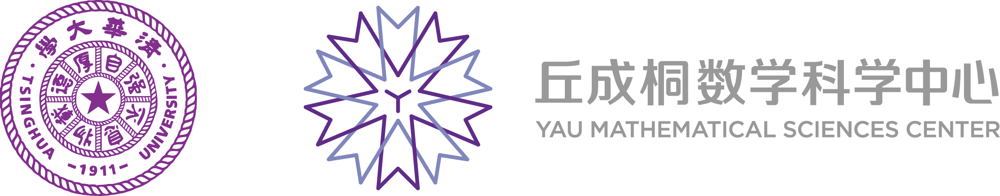 清華大學
TSINGHUA UNIVERSITY
自强不息
厚德載物
-1911-
丘成桐数学科学中心
YAU MATHEMATICAL SCIENCES CENTER